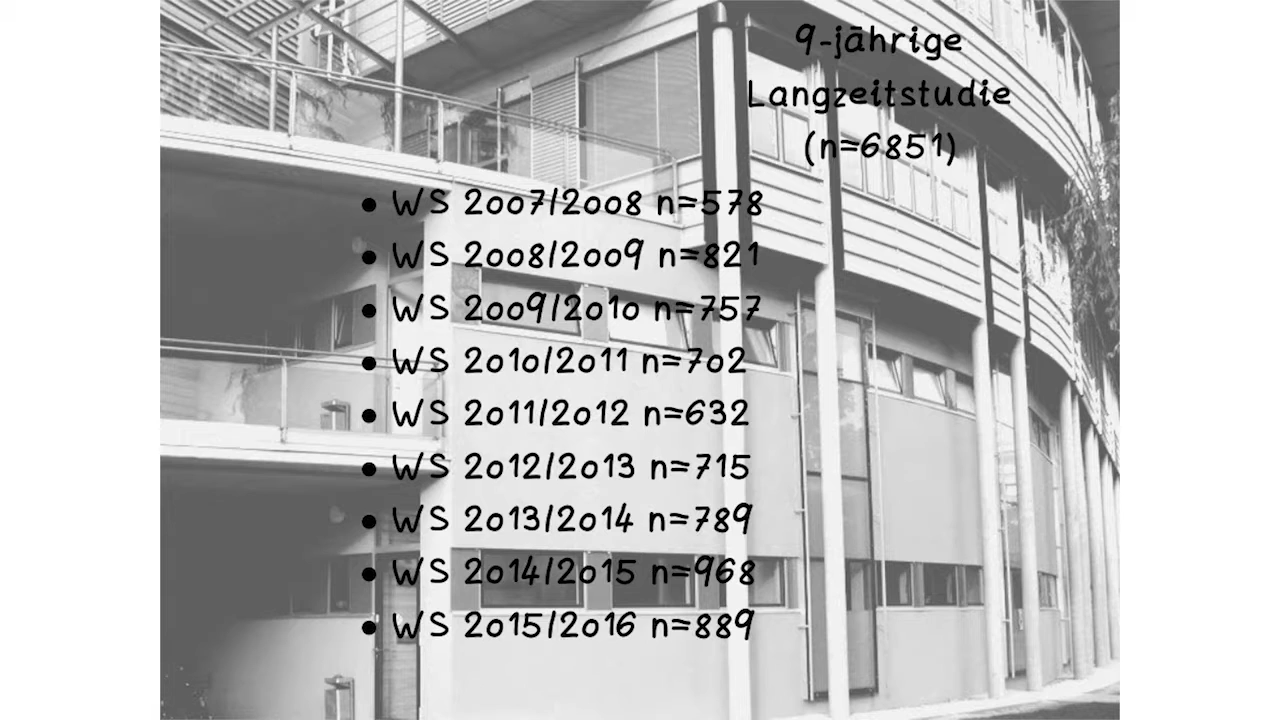 9-jährige
Langzeitstudie
(n=6851)
• WS 2007/2008 n=578
• WS 2008/2009 n=821
• WS 2009/2010 n=757
• WS 2010/2011 n=702
• WS 2011/2012 n=632
• WS 2012/2013 n=715
• WS 2013/2014 n=789
• WS 2014/2015 n=968
• WS 2015/2016 n=889